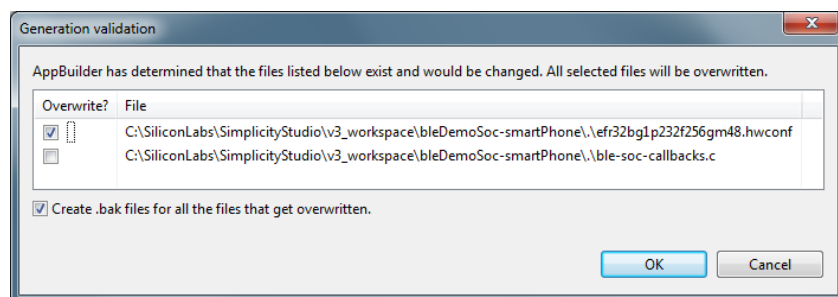 Generation validation
AppBuilder has determined that the files listed below exist and would be changed. All selected files will be overwritten.
Overwrite? File
C:\SiliconLabs\SimplicityStudio\v3_workspace\bleDemoSoc-smartPhone\.\efr32bg1p232f256gm48.hwconf
C:\SiliconLabs\SimplicityStudio\v3_workspace\bleDemoSoc-smartPhone\.\ble-soc-callbacks.c
Create .bak files for all the files that get overwritten.
OK Cancel